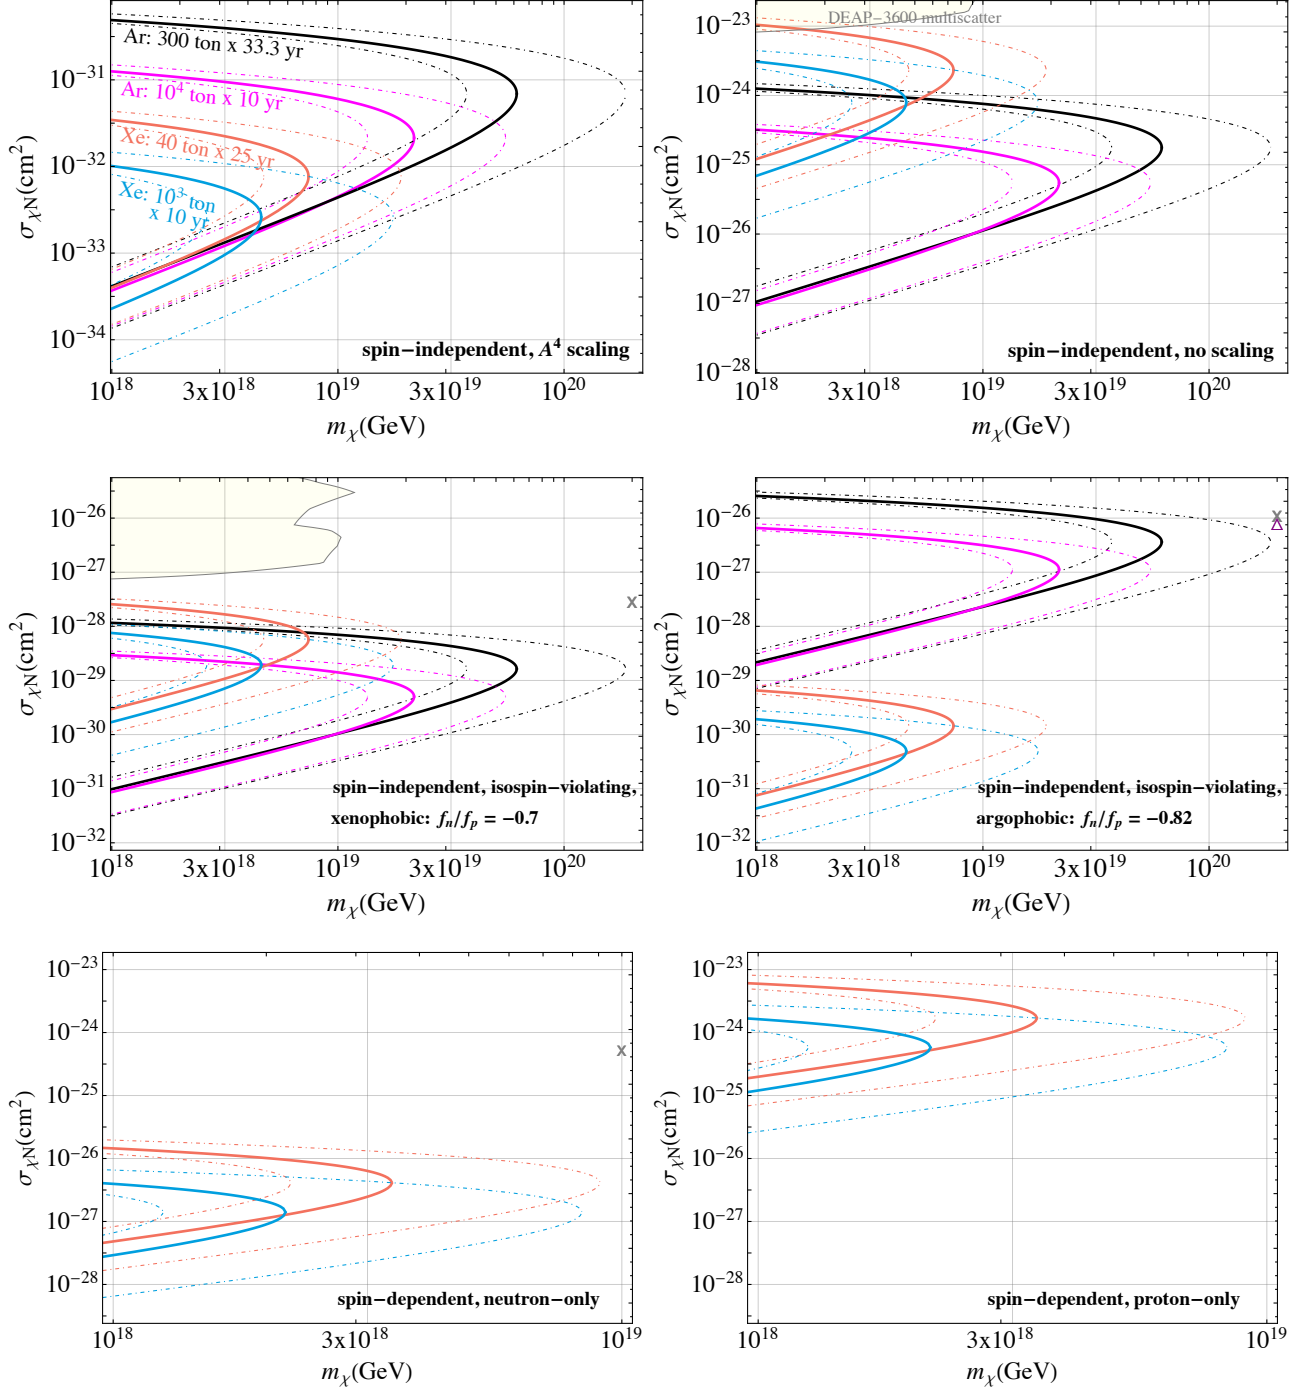 10⁻³¹
10⁻³²
10⁻³³
10⁻³⁴
σχN(cm²)
Ar: 300 ton x 33.3 yr
Ar: 10⁴ ton x 10 yr
Xe: 40 ton x 25 yr
Xe: 10³ ton
x 10 yr
spin−independent, A⁴ scaling
10¹⁸ 3x10¹⁸ 10¹⁹ 3x10¹⁹ 10²⁰
mχ(GeV)
10⁻²³
10⁻²⁴
10⁻²⁵
10⁻²⁶
10⁻²⁷
10⁻²⁸
σχN(cm²)
DEAP−3600 multiscatter
spin−independent, no scaling
10¹⁸ 3x10¹⁸ 10¹⁹ 3x10¹⁹ 10²⁰
mχ(GeV)
10⁻²⁶
10⁻²⁷
10⁻²⁸
10⁻²⁹
10⁻³⁰
10⁻³¹
10⁻³²
σχN(cm²)
x
spin−independent, isospin−violating,
xenophobic: fn/fp = −0.7
10¹⁸ 3x10¹⁸ 10¹⁹ 3x10¹⁹ 10²⁰
mχ(GeV)
10⁻²⁶
10⁻²⁷
10⁻²⁸
10⁻²⁹
10⁻³⁰
10⁻³¹
10⁻³²
σχN(cm²)
x
△
spin−independent, isospin−violating,
argophobic: fn/fp = −0.82
10¹⁸ 3x10¹⁸ 10¹⁹ 3x10¹⁹ 10²⁰
mχ(GeV)
10⁻²³
10⁻²⁴
10⁻²⁵
10⁻²⁶
10⁻²⁷
10⁻²⁸
σχN(cm²)
x
spin−dependent, neutron−only
10¹⁸ 3x10¹⁸ 10¹⁹
mχ(GeV)
10⁻²³
10⁻²⁴
10⁻²⁵
10⁻²⁶
10⁻²⁷
10⁻²⁸
σχN(cm²)
spin−dependent, proton−only
10¹⁸ 3x10¹⁸ 10¹⁹
mχ(GeV)